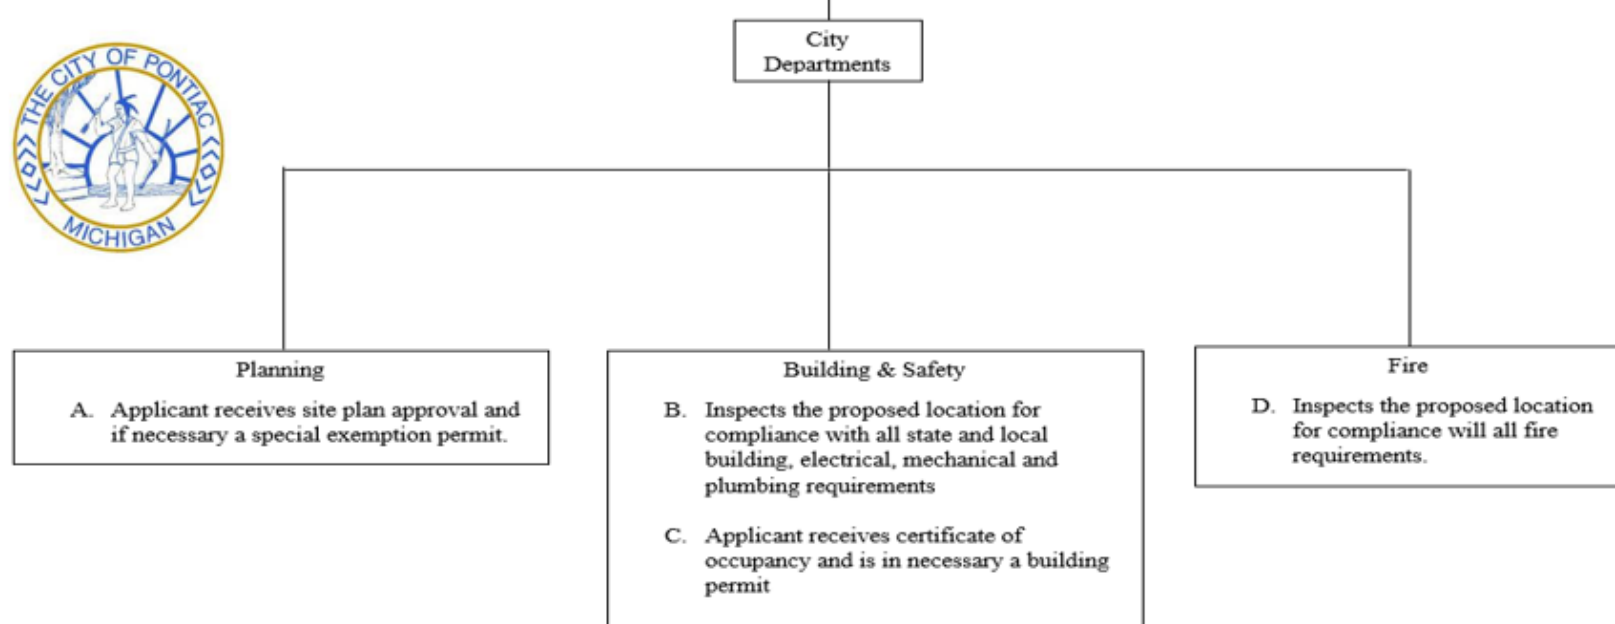 THE CITY OF PONTIAC
MICHIGAN
City
Departments
Planning
A. Applicant receives site plan approval and
if necessary a special exemption permit.
Building & Safety
B. Inspects the proposed location for
compliance with all state and local
building, electrical, mechanical and
plumbing requirements
C. Applicant receives certificate of
occupancy and is in necessary a building
permit
Fire
D. Inspects the proposed location
for compliance will all fire
requirements.